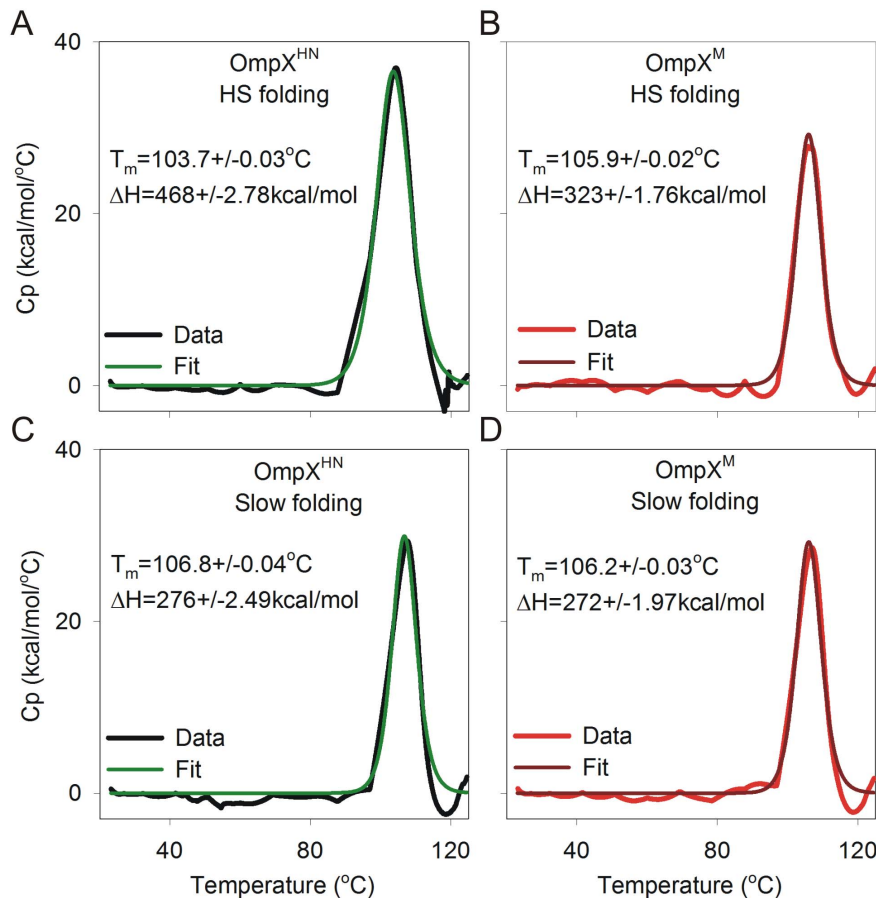 A
40
OmpX^HN
HS folding
T_m=103.7+/-0.03°C
ΔH=468+/-2.78kcal/mol
20
Data
Fit
0
Cp (kcal/mol/°C)
40
80
120
B
OmpX^M
HS folding
T_m=105.9+/-0.02°C
ΔH=323+/-1.76kcal/mol
Data
Fit
C
40
OmpX^HN
Slow folding
T_m=106.8+/-0.04°C
ΔH=276+/-2.49kcal/mol
20
Data
Fit
0
Cp (kcal/mol/°C)
40
80
120
Temperature (°C)
D
OmpX^M
Slow folding
T_m=106.2+/-0.03°C
ΔH=272+/-1.97kcal/mol
Data
Fit
40
80
120
Temperature (°C)